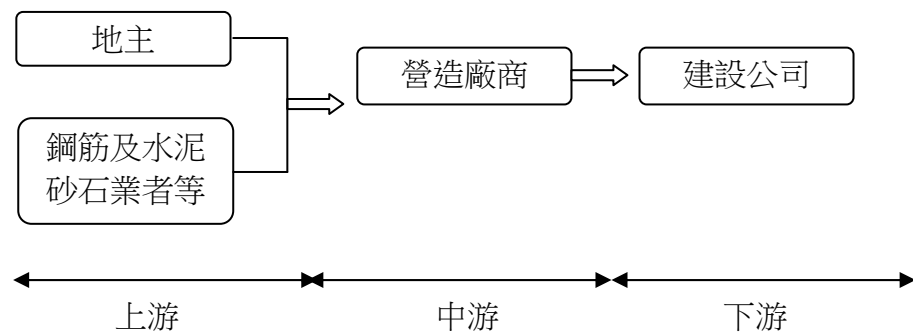 地主
營造廠商
建設公司
鋼筋及水泥
砂石業者等
上游
中游
下游